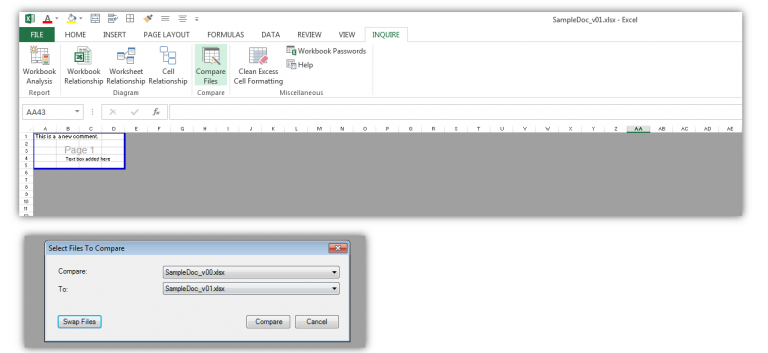 SampleDoc_v01.xlsx - Excel
FILE HOME INSERT PAGE LAYOUT FORMULAS DATA REVIEW VIEW INQUIRE
Workbook Analysis
Workbook Relationship
Worksheet Relationship
Cell Relationship
Compare Files
Clean Excess Cell Formatting
Workbook Passwords
Help
Report Diagram Compare Miscellaneous
AA43 fx
A B C D E F G H I J K L M N O P Q R S T U V W X Y Z AA AB AC AD AE
1 This is a a new comment.
2
3 Page 1
4 Text box added here
5
6
7
8
9
10
11
Select Files To Compare
Compare: SampleDoc_v00.xlsx
To: SampleDoc_v01.xlsx
Swap Files Compare Cancel